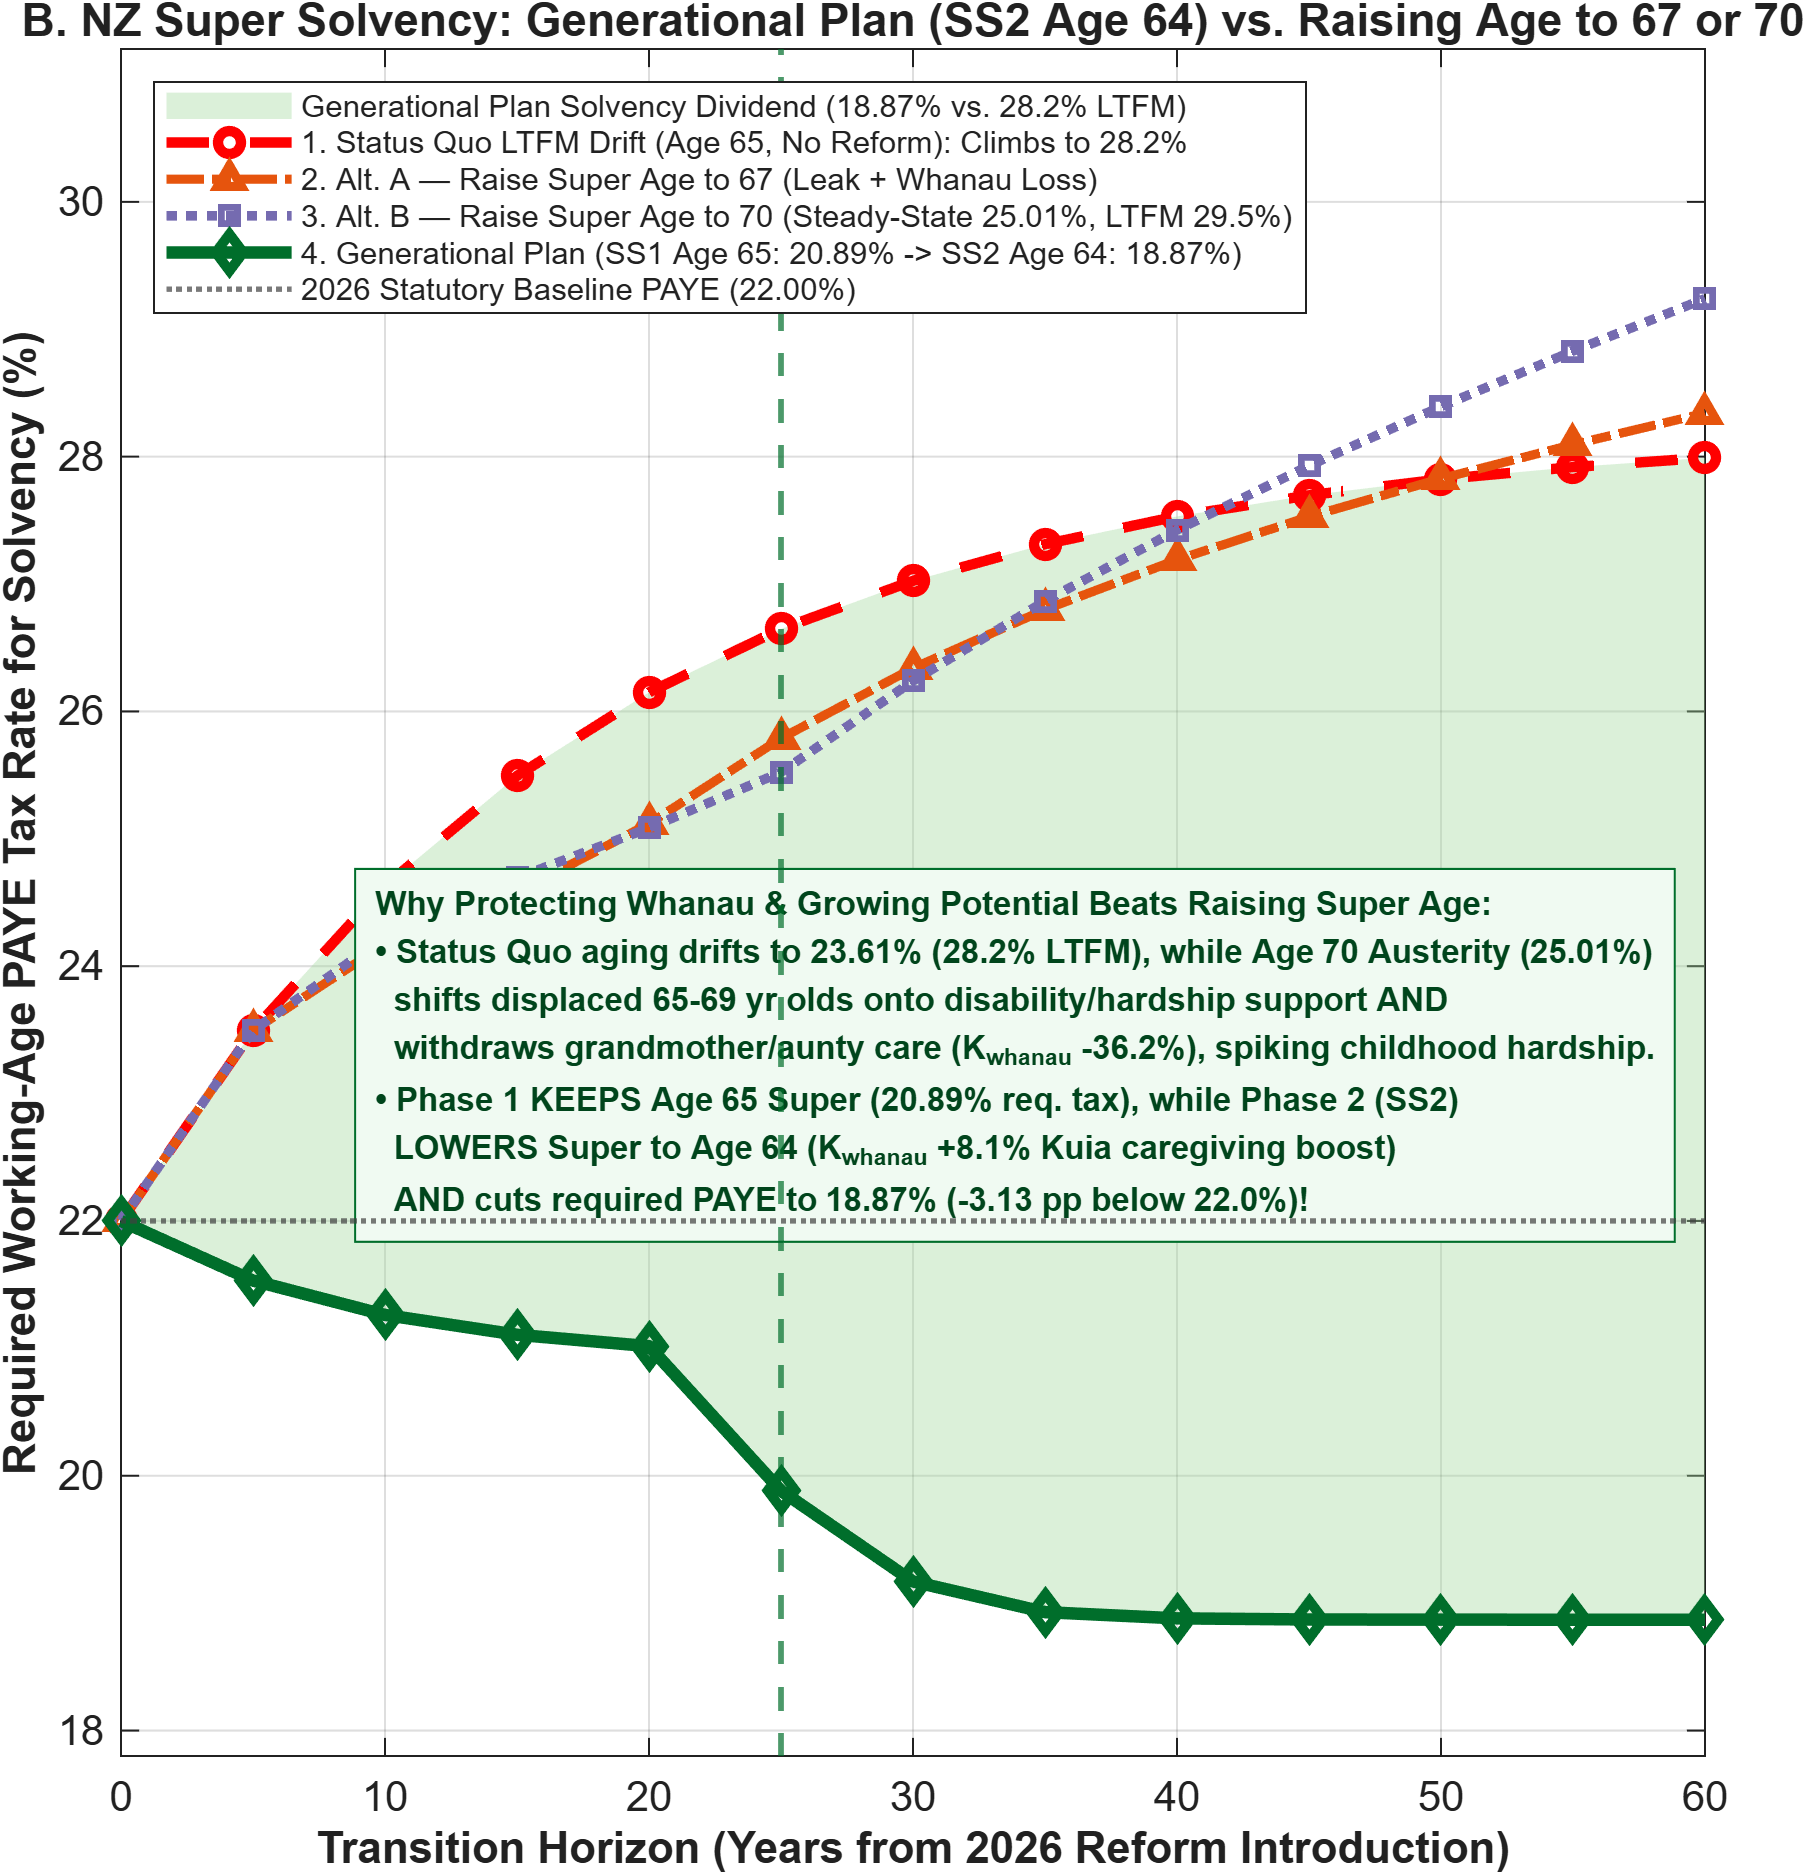 B. NZ Super Solvency: Generational Plan (SS2 Age 64) vs. Raising Age to 67 or 70
Generational Plan Solvency Dividend (18.87% vs. 28.2% LTFM)
1. Status Quo LTFM Drift (Age 65, No Reform): Climbs to 28.2%
2. Alt. A — Raise Super Age to 67 (Leak + Whanau Loss)
3. Alt. B — Raise Super Age to 70 (Steady-State 25.01%, LTFM 29.5%)
4. Generational Plan (SS1 Age 65: 20.89% -> SS2 Age 64: 18.87%)
2026 Statutory Baseline PAYE (22.00%)
Required Working-Age PAYE Tax Rate for Solvency (%)
30
28
26
24
22
20
18
Why Protecting Whanau & Growing Potential Beats Raising Super Age:
• Status Quo aging drifts to 23.61% (28.2% LTFM), while Age 70 Austerity (25.01%)
shifts displaced 65-69 yr olds onto disability/hardship support AND
withdraws grandmother/aunty care (Kwhanau -36.2%), spiking childhood hardship.
• Phase 1 KEEPS Age 65 Super (20.89% req. tax), while Phase 2 (SS2)
LOWERS Super to Age 64 (Kwhanau +8.1% Kuia caregiving boost)
AND cuts required PAYE to 18.87% (-3.13 pp below 22.0%)!
0 10 20 30 40 50 60
Transition Horizon (Years from 2026 Reform Introduction)